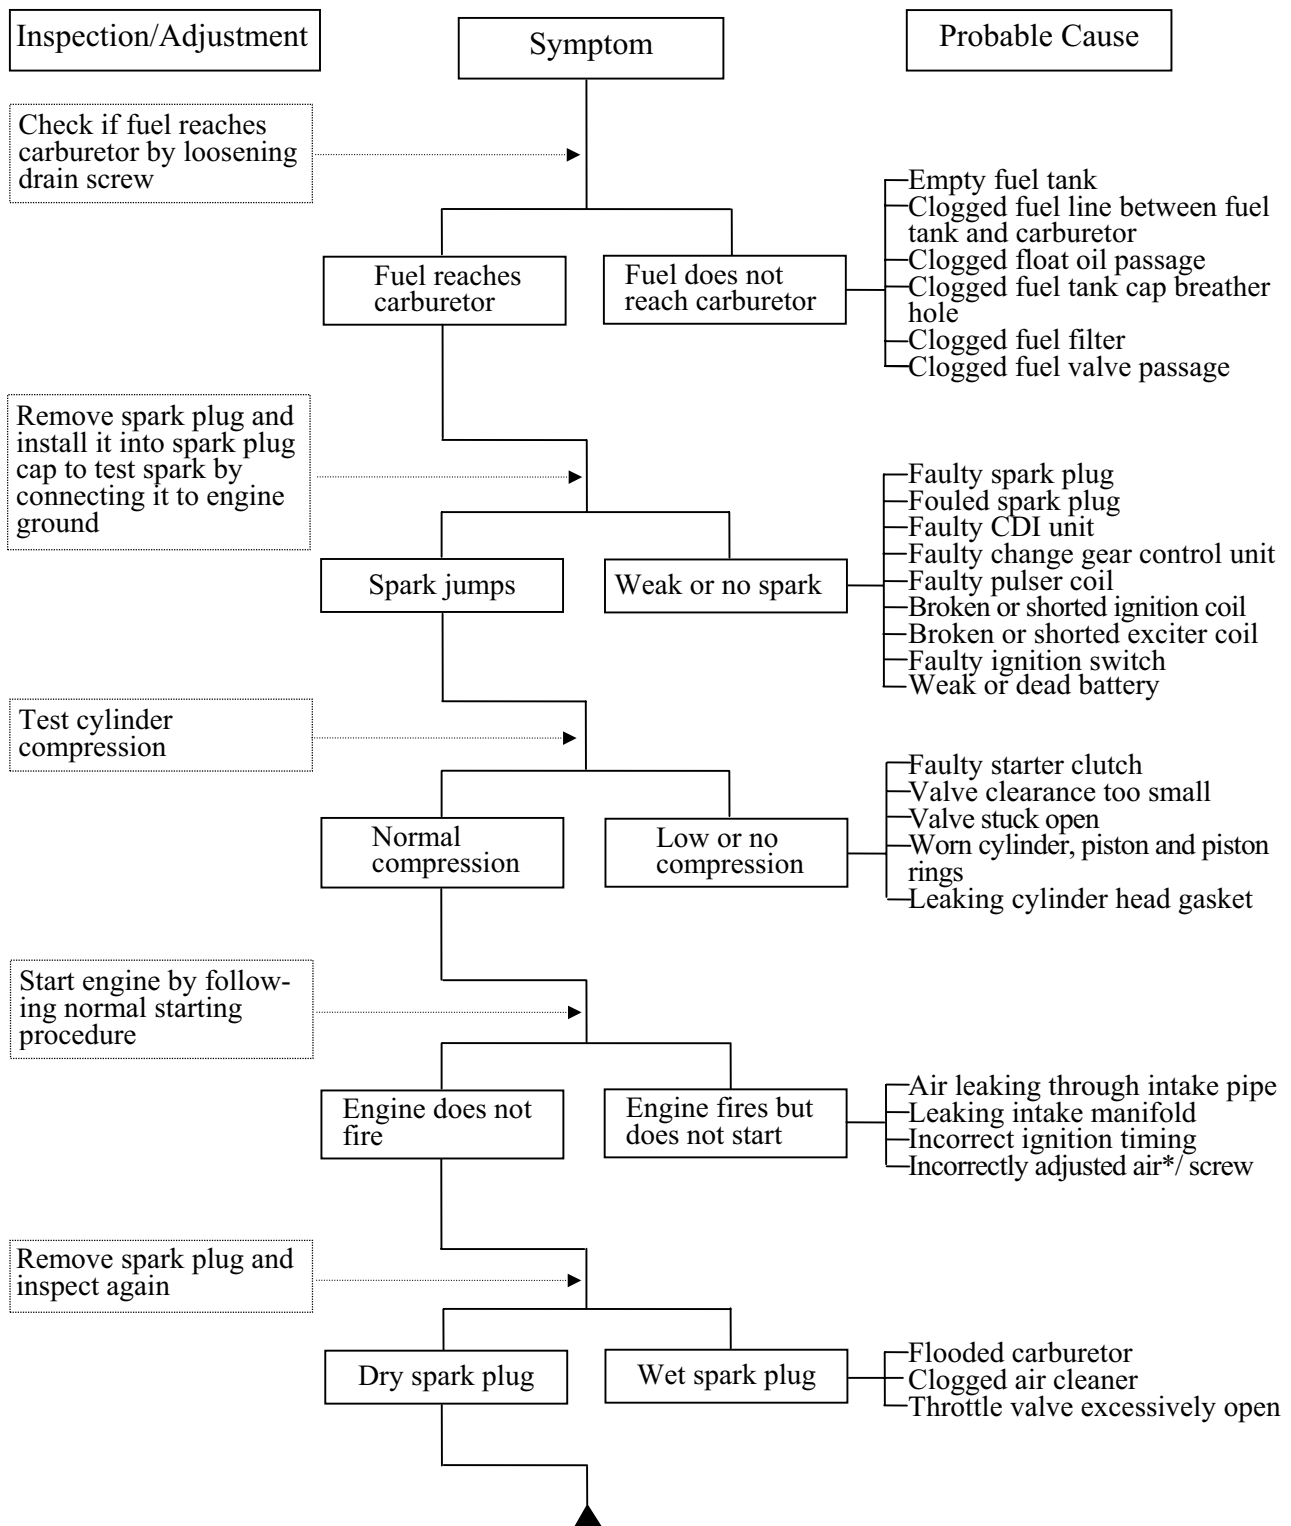 Inspection/Adjustment
Symptom
Probable Cause
Check if fuel reaches
carburetor by loosening
drain screw
Fuel reaches
carburetor
Fuel does not
reach carburetor
Empty fuel tank
Clogged fuel line between fuel
tank and carburetor
Clogged float oil passage
Clogged fuel tank cap breather
hole
Clogged fuel filter
Clogged fuel valve passage
Remove spark plug and
install it into spark plug
cap to test spark by
connecting it to engine
ground
Spark jumps
Weak or no spark
Faulty spark plug
Fouled spark plug
Faulty CDI unit
Faulty change gear control unit
Faulty pulser coil
Broken or shorted ignition coil
Broken or shorted exciter coil
Faulty ignition switch
Weak or dead battery
Test cylinder
compression
Normal
compression
Low or no
compression
Faulty starter clutch
Valve clearance too small
Valve stuck open
Worn cylinder, piston and piston
rings
Leaking cylinder head gasket
Start engine by follow-
ing normal starting
procedure
Engine does not
fire
Engine fires but
does not start
Air leaking through intake pipe
Leaking intake manifold
Incorrect ignition timing
Incorrectly adjusted air*/ screw
Remove spark plug and
inspect again
Dry spark plug
Wet spark plug
Flooded carburetor
Clogged air cleaner
Throttle valve excessively open